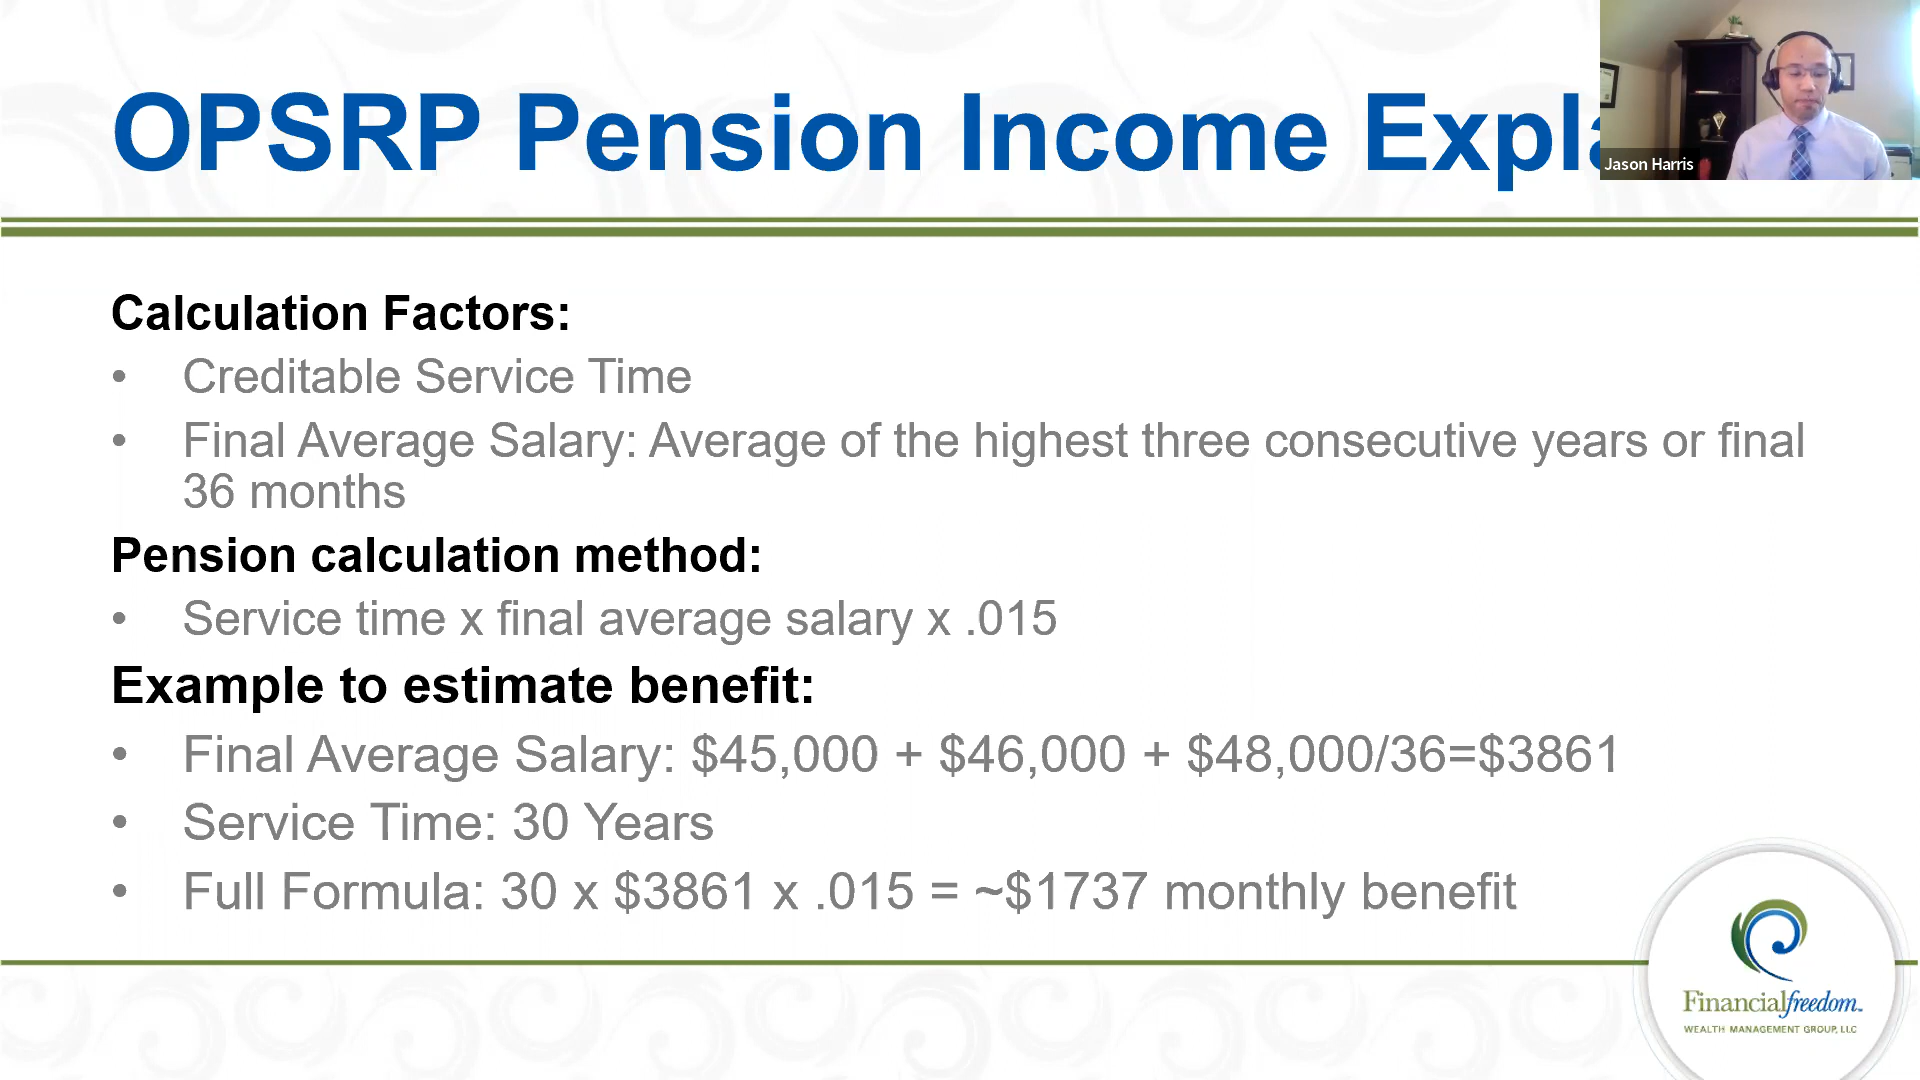 OPSRP Pension Income Expla
Jason Harris
Calculation Factors:
• Creditable Service Time
• Final Average Salary: Average of the highest three consecutive years or final
36 months
Pension calculation method:
• Service time x final average salary x .015
Example to estimate benefit:
• Final Average Salary: $45,000 + $46,000 + $48,000/36=$3861
• Service Time: 30 Years
• Full Formula: 30 x $3861 x .015 = ~$1737 monthly benefit
Financialfreedom™
WEALTH MANAGEMENT GROUP, LLC